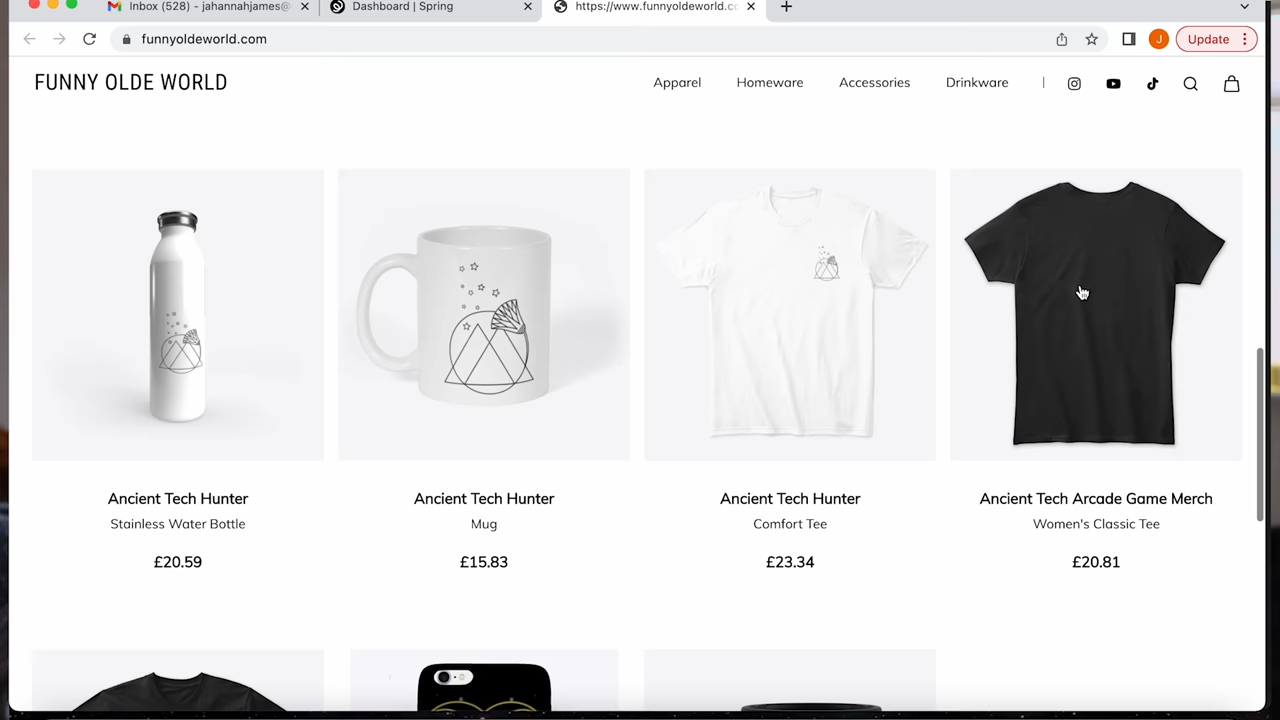 Inbox (528) - jahannahjames@
Dashboard | Spring
https://www.funnyoldeworld.c
funnyoldeworld.com
J
Update
FUNNY OLDE WORLD
Apparel
Homeware
Accessories
Drinkware
Ancient Tech Hunter
Stainless Water Bottle
£20.59
Ancient Tech Hunter
Mug
£15.83
Ancient Tech Hunter
Comfort Tee
£23.34
Ancient Tech Arcade Game Merch
Women's Classic Tee
£20.81